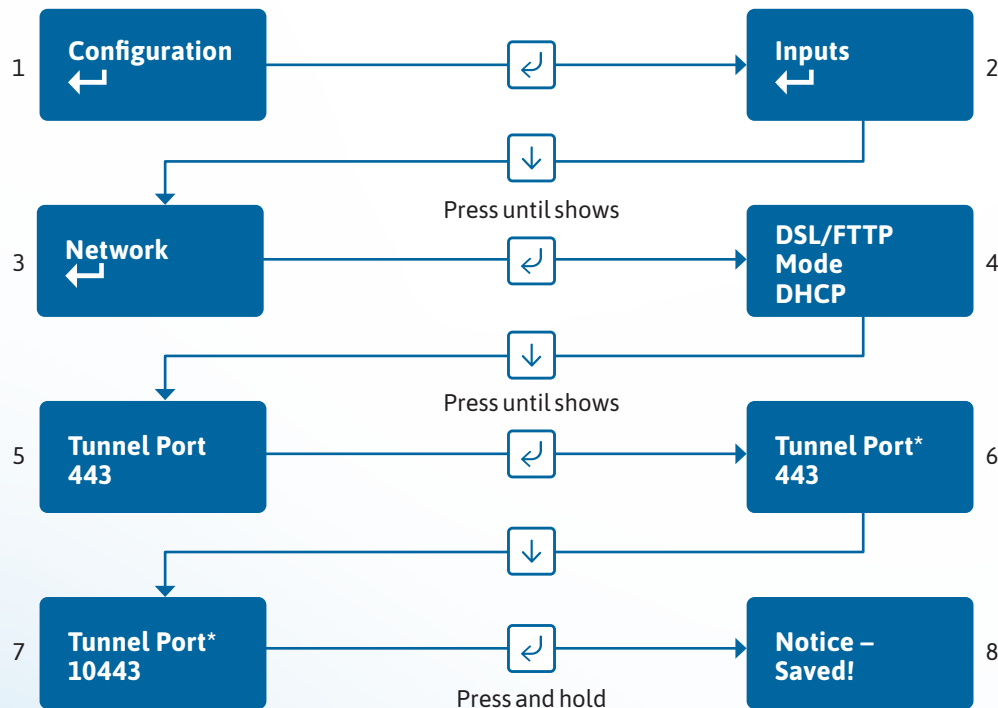 1
Configuration
Inputs
2
Press until shows
3
Network
DSL/FTTP
Mode
DHCP
4
Press until shows
5
Tunnel Port
443
Tunnel Port*
443
6
7
Tunnel Port*
10443
Notice –
Saved!
8
Press and hold